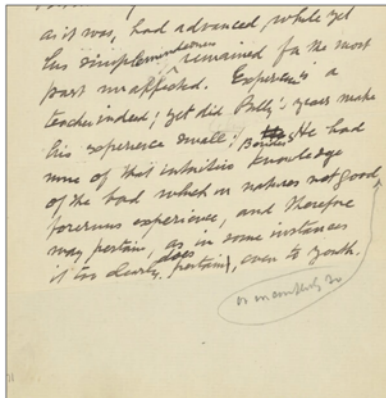 as it was, had advanced, while yet
his simplemindedness remained for the most
part unaffected. Experience is a
teacher indeed; yet did Billy's years make
his experience small. Besides He had
none of that intuitive knowledge
of the bad which in natures not good
foreruns experience, and therefore
may pertain, as in some instances
it too clearly does pertain, even to youth.
or incompletely so